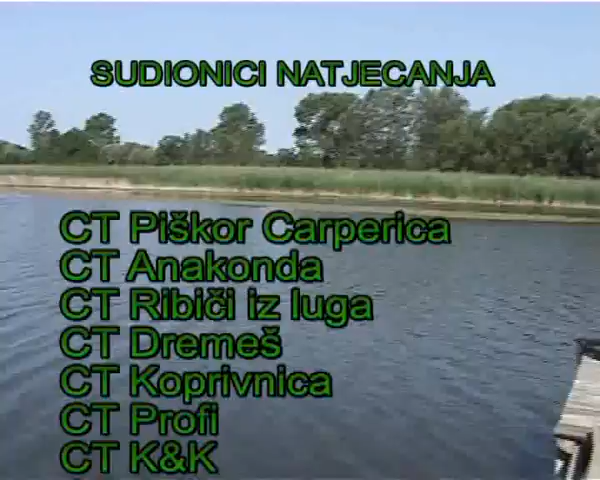 SUDIONICI NATJECANJA
CT Piškor Carperica
CT Anakonda
CT Ribiči iz luga
CT Dremeš
CT Koprivnica
CT Profi
CT K&K